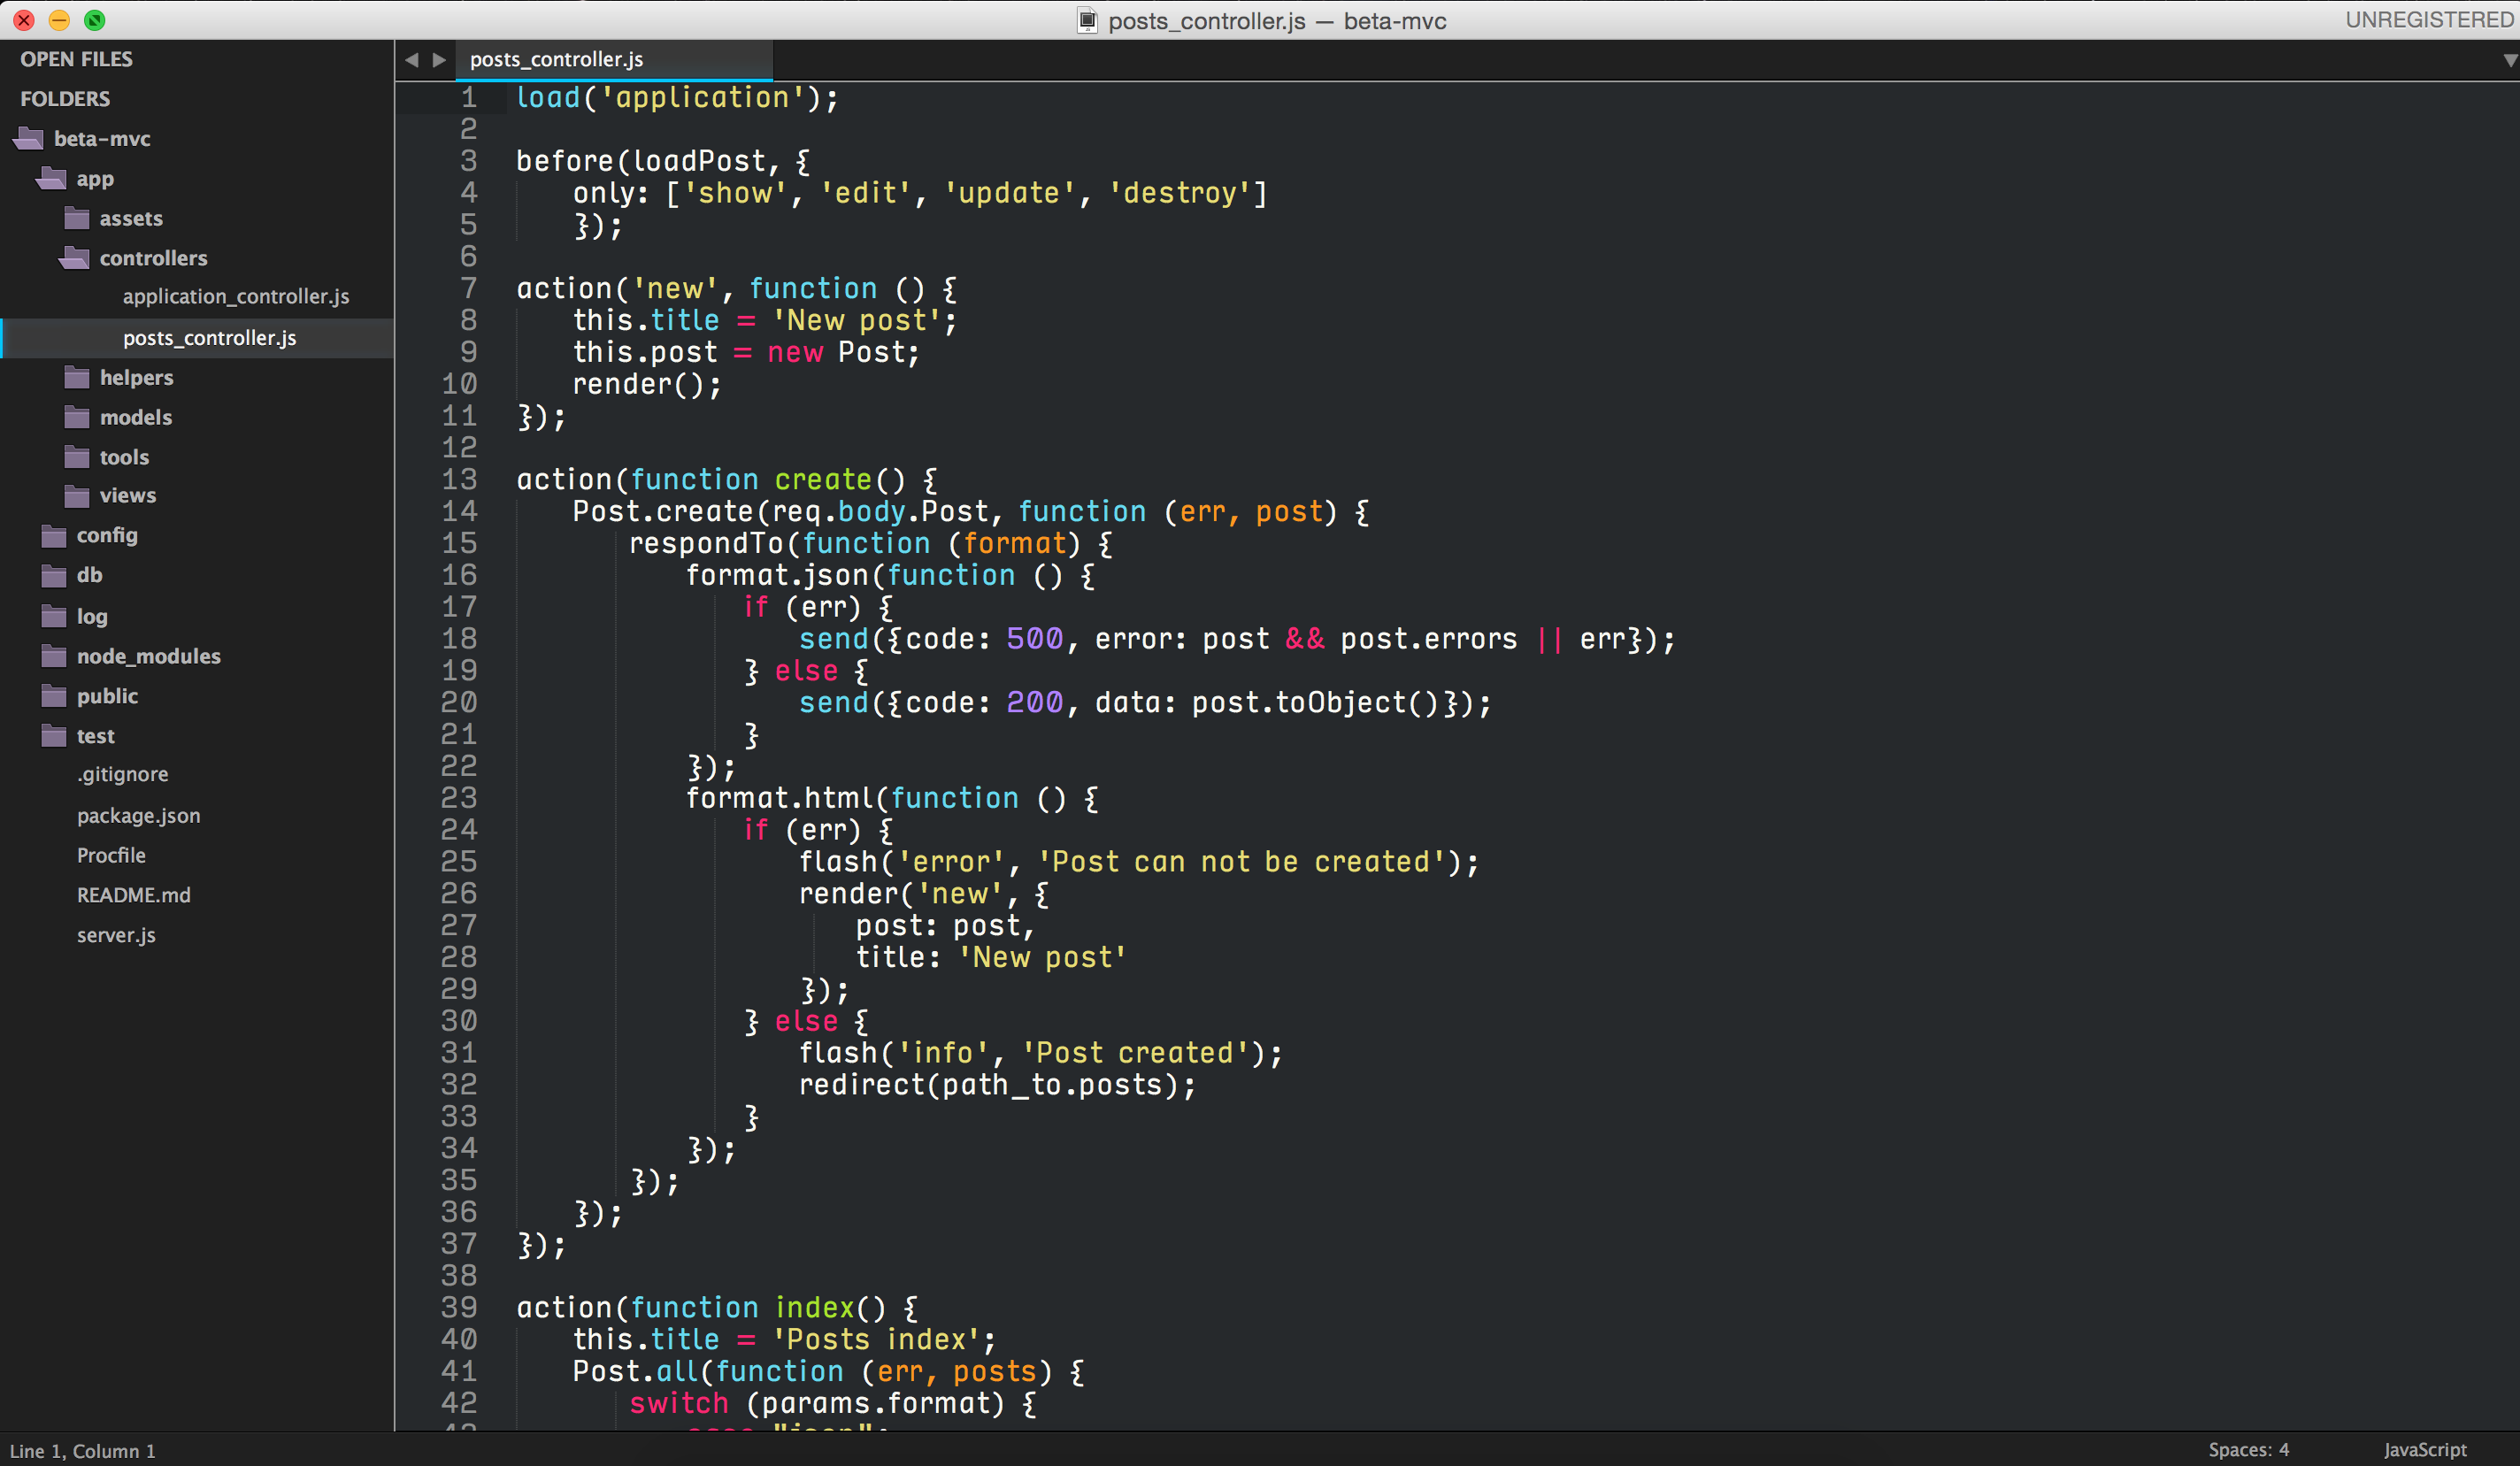 posts_controller.js — beta-mvc
UNREGISTERED
OPEN FILES
FOLDERS
beta-mvc
app
assets
controllers
application_controller.js
posts_controller.js
helpers
models
tools
views
config
db
log
node_modules
public
test
.gitignore
package.json
Procfile
README.md
server.js
posts_controller.js
1 load('application');
2
3 before(loadPost, {
4 only: ['show', 'edit', 'update', 'destroy']
5 });
6
7 action('new', function () {
8 this.title = 'New post';
9 this.post = new Post;
10 render();
11 });
12
13 action(function create() {
14 Post.create(req.body.Post, function (err, post) {
15 respondTo(function (format) {
16 format.json(function () {
17 if (err) {
18 send({code: 500, error: post && post.errors || err});
19 } else {
20 send({code: 200, data: post.toObject()});
21 }
22 });
23 format.html(function () {
24 if (err) {
25 flash('error', 'Post can not be created');
26 render('new', {
27 post: post,
28 title: 'New post'
29 });
30 } else {
31 flash('info', 'Post created');
32 redirect(path_to.posts);
33 }
34 });
35 });
36 });
37 });
38
39 action(function index() {
40 this.title = 'Posts index';
41 Post.all(function (err, posts) {
42 switch (params.format) {
Line 1, Column 1
Spaces: 4
JavaScript